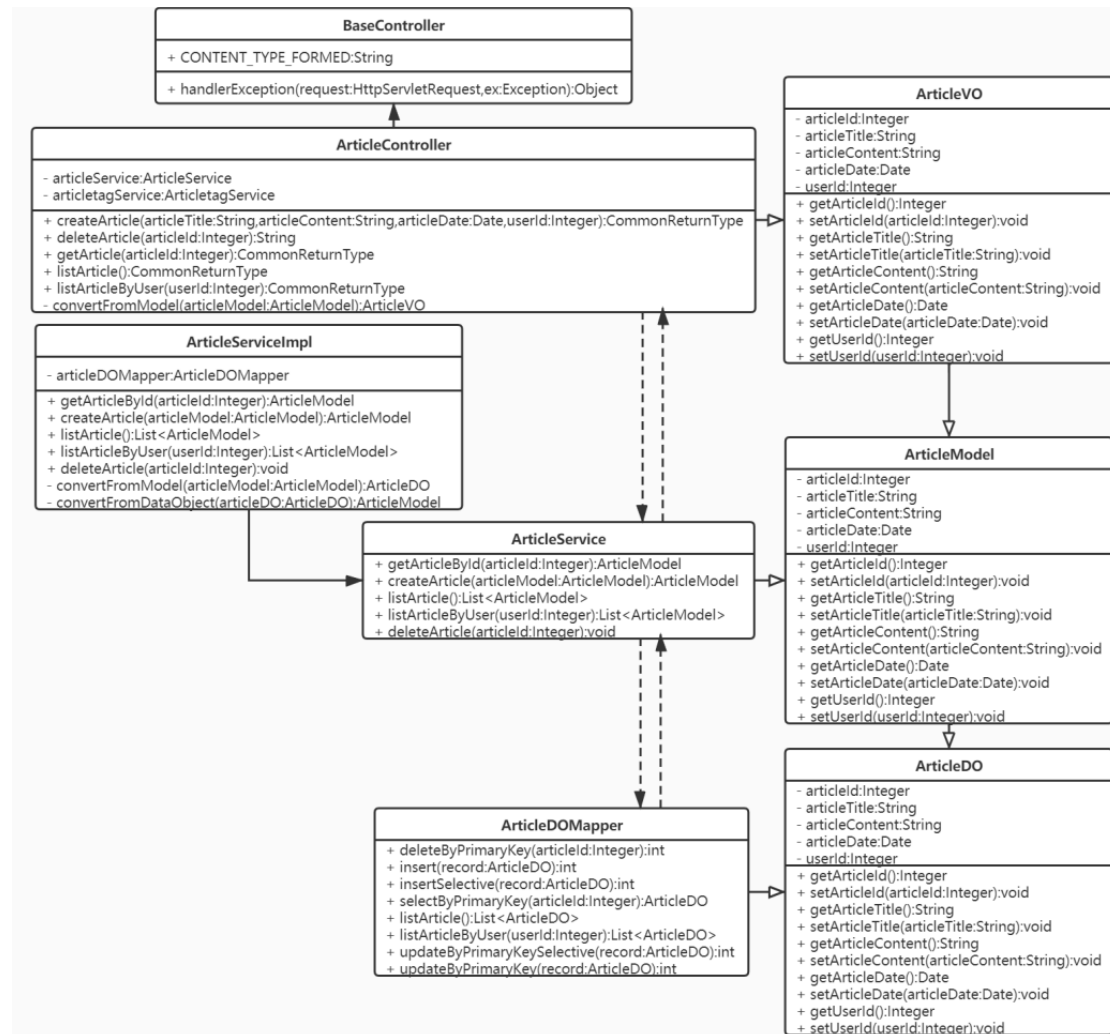 BaseController
+ CONTENT_TYPE_FORMED:String
+ handlerException(request:HttpServletRequest,ex:Exception):Object
ArticleController
- articleService:ArticleService
- articletagService:ArticletagService
+ createArticle(articleTitle:String,articleContent:String,articleDate:Date,userId:Integer):CommonReturnType
+ deleteArticle(articleId:Integer):String
+ getArticle(articleId:Integer):CommonReturnType
+ listArticle():CommonReturnType
+ listArticleByUser(userId:Integer):CommonReturnType
- convertFromModel(articleModel:ArticleModel):ArticleVO
ArticleServiceImpl
- articleDOMapper:ArticleDOMapper
+ getArticleById(articleId:Integer):ArticleModel
+ createArticle(articleModel:ArticleModel):ArticleModel
+ listArticle():List<ArticleModel>
+ listArticleByUser(userId:Integer):List<ArticleModel>
+ deleteArticle(articleId:Integer):void
- convertFromModel(articleModel:ArticleModel):ArticleDO
- convertFromDataObject(articleDO:ArticleDO):ArticleModel
ArticleService
+ getArticleById(articleId:Integer):ArticleModel
+ createArticle(articleModel:ArticleModel):ArticleModel
+ listArticle():List<ArticleModel>
+ listArticleByUser(userId:Integer):List<ArticleModel>
+ deleteArticle(articleId:Integer):void
ArticleDOMapper
+ deleteByPrimaryKey(articleId:Integer):int
+ insert(record:ArticleDO):int
+ insertSelective(record:ArticleDO):int
+ selectByPrimaryKey(articleId:Integer):ArticleDO
+ listArticle():List<ArticleDO>
+ listArticleByUser(userId:Integer):List<ArticleDO>
+ updateByPrimaryKeySelective(record:ArticleDO):int
+ updateByPrimaryKey(record:ArticleDO):int
ArticleVO
- articleId:Integer
- articleTitle:String
- articleContent:String
- articleDate:Date
- userId:Integer
+ getArticleId():Integer
+ setArticleId(articleId:Integer):void
+ getArticleTitle():String
+ setArticleTitle(articleTitle:String):void
+ getArticleContent():String
+ setArticleContent(articleContent:String):void
+ getArticleDate():Date
+ setArticleDate(articleDate:Date):void
+ getUserId():Integer
+ setUserId(userId:Integer):void
ArticleModel
- articleId:Integer
- articleTitle:String
- articleContent:String
- articleDate:Date
- userId:Integer
+ getArticleId():Integer
+ setArticleId(articleId:Integer):void
+ getArticleTitle():String
+ setArticleTitle(articleTitle:String):void
+ getArticleContent():String
+ setArticleContent(articleContent:String):void
+ getArticleDate():Date
+ setArticleDate(articleDate:Date):void
+ getUserId():Integer
+ setUserId(userId:Integer):void
ArticleDO
- articleId:Integer
- articleTitle:String
- articleContent:String
- articleDate:Date
- userId:Integer
+ getArticleId():Integer
+ setArticleId(articleId:Integer):void
+ getArticleTitle():String
+ setArticleTitle(articleTitle:String):void
+ getArticleContent():String
+ setArticleContent(articleContent:String):void
+ getArticleDate():Date
+ setArticleDate(articleDate:Date):void
+ getUserId():Integer
+ setUserId(userId:Integer):void